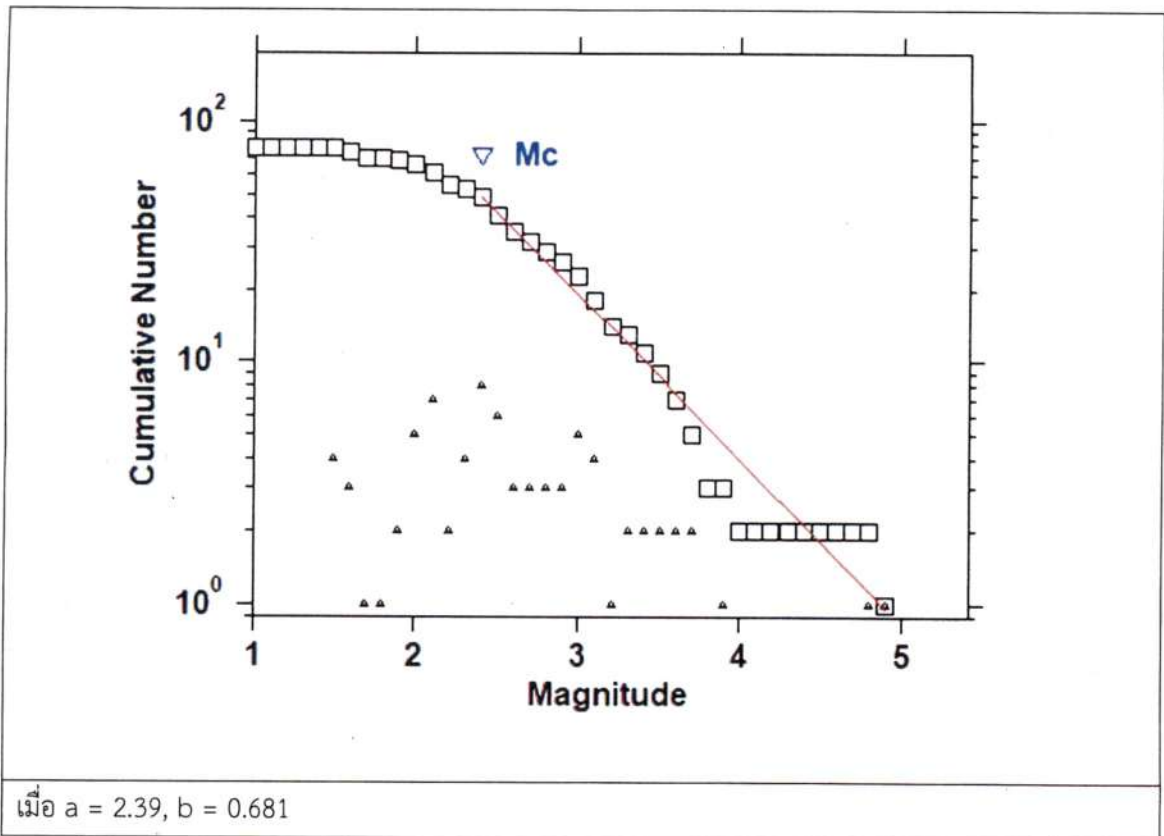 10²
10¹
10⁰
Cumulative Number
Mc
1 2 3 4 5
Magnitude
เมื่อ a = 2.39, b = 0.681